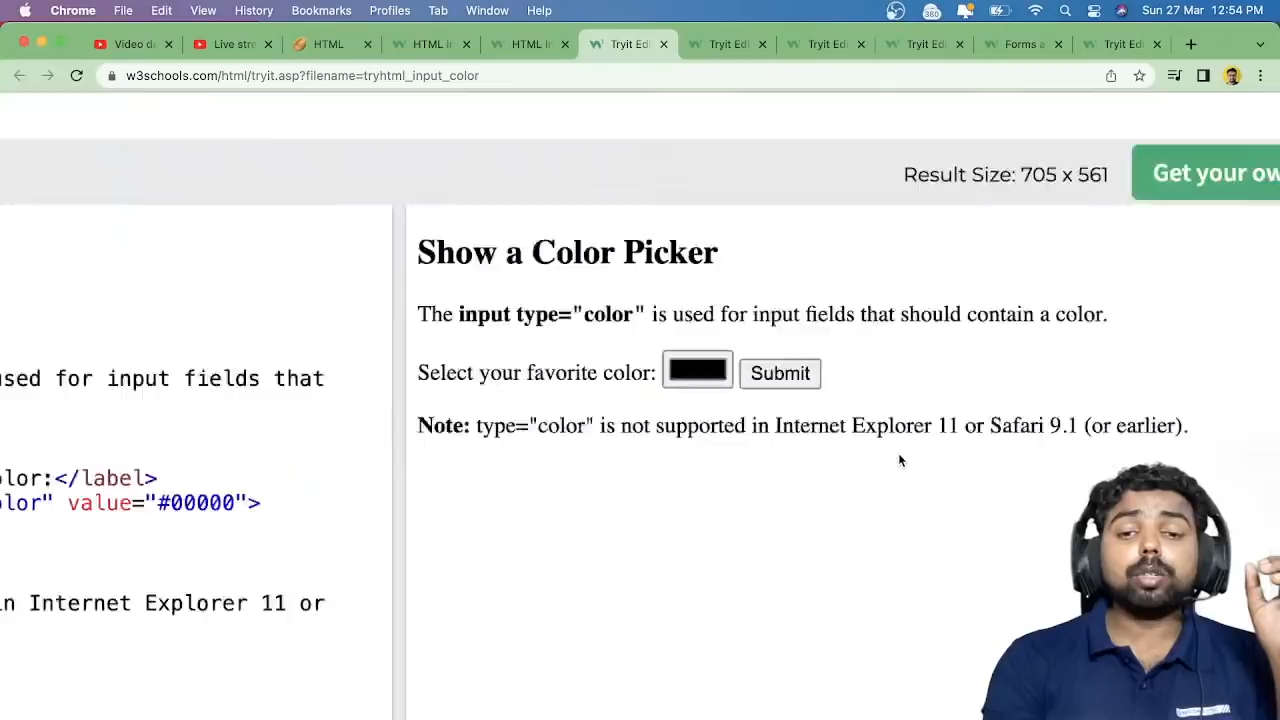 Chrome File Edit View History Bookmarks Profiles Tab Window Help 360 Sun 27 Mar 12:54 PM
Video d Live stre HTML HTML in HTML In Tryit Edi Tryit Edi Tryit Edi Tryit Edi Forms a Tryit Edi
w3schools.com/html/tryit.asp?filename=tryhtml_input_color
Result Size: 705 x 561
Get your ow
used for input fields that
olor:</label>
olor" value="#00000">
in Internet Explorer 11 or
Show a Color Picker
The input type="color" is used for input fields that should contain a color.
Select your favorite color: Submit
Note: type="color" is not supported in Internet Explorer 11 or Safari 9.1 (or earlier).